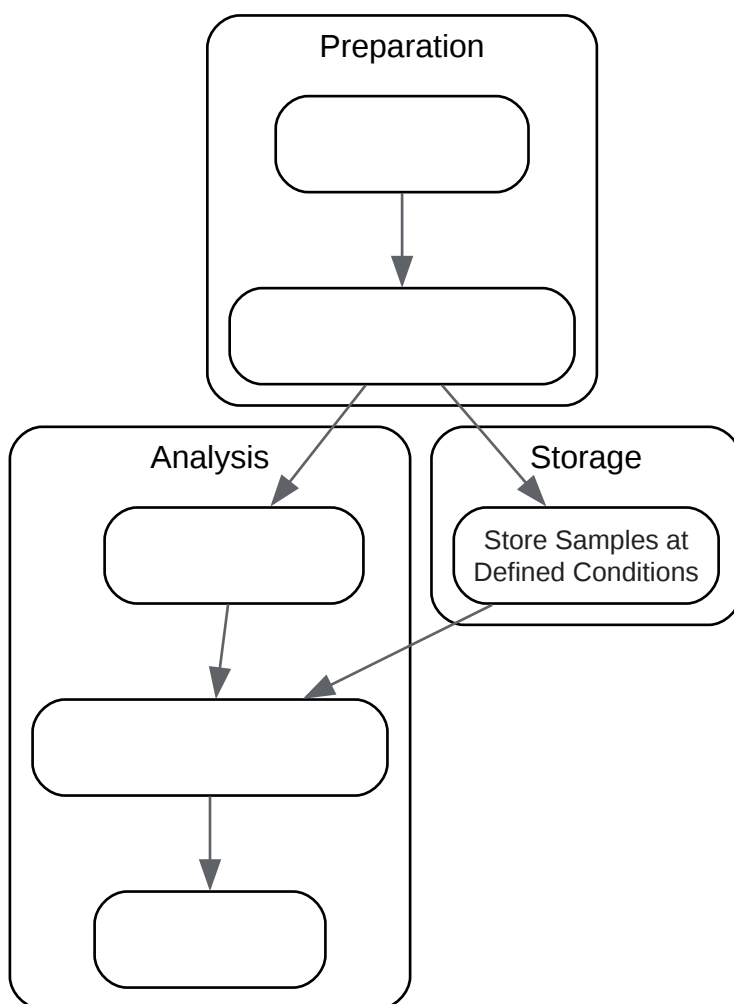 Preparation
Analysis
Storage
Store Samples at
Defined Conditions